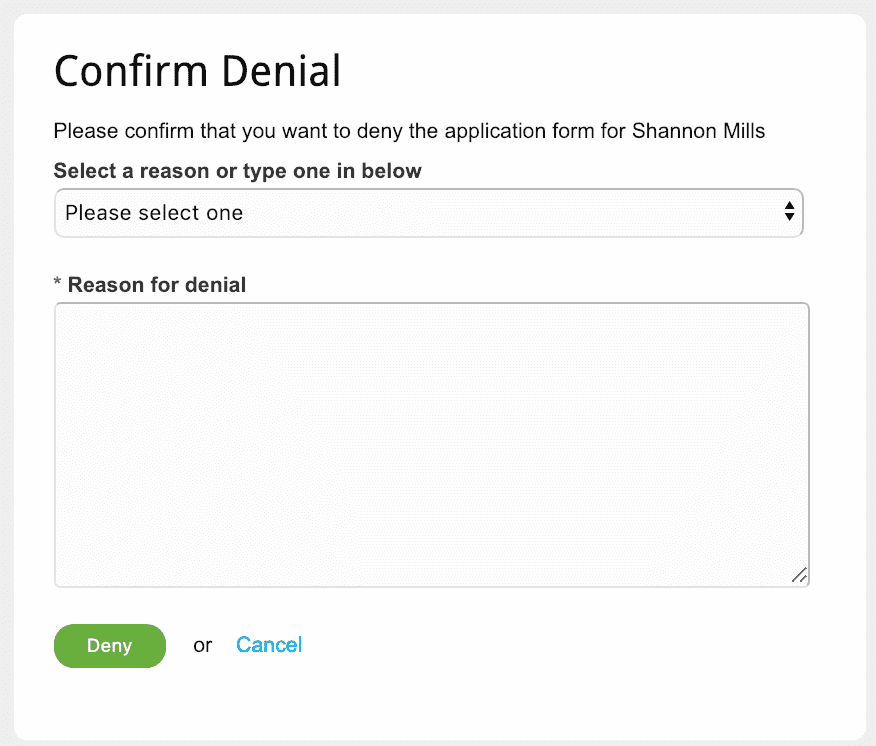 Confirm Denial
Please confirm that you want to deny the application form for Shannon Mills
Select a reason or type one in below
Please select one
* Reason for denial
Deny or Cancel